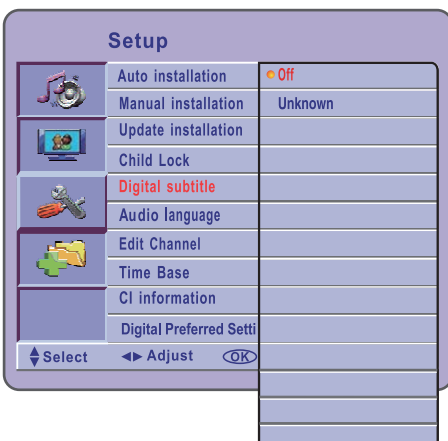 Setup
Auto installation
Manual installation
Update installation
Child Lock
Digital subtitle
Audio language
Edit Channel
Time Base
CI information
Digital Preferred Setti
Off
Unknown
Select
Adjust
OK